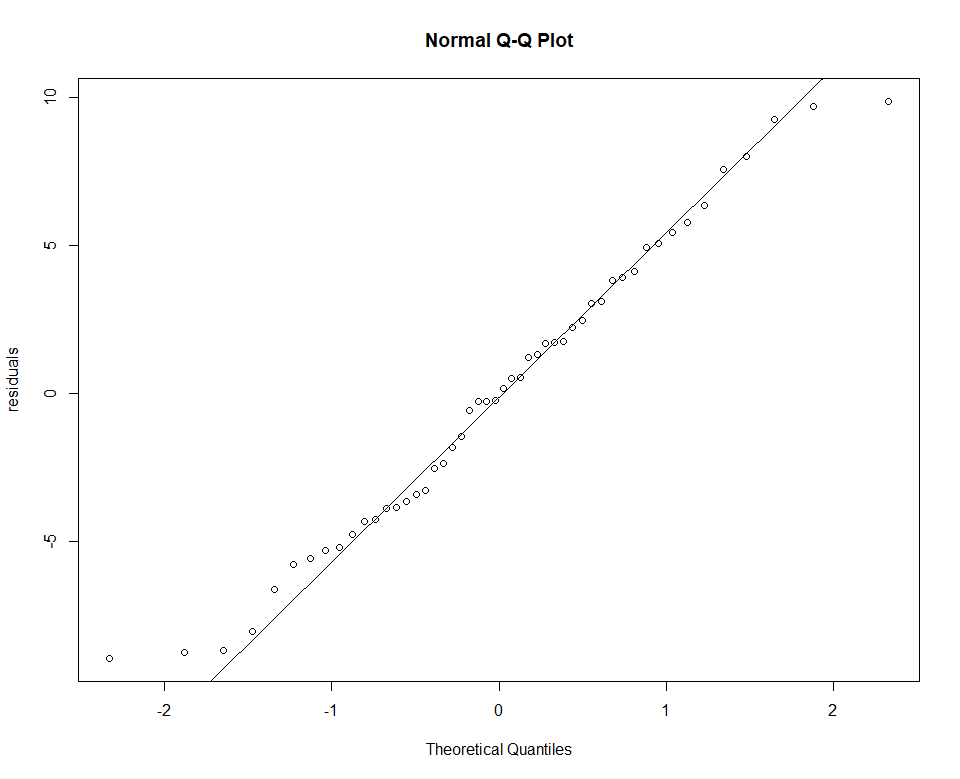 Normal Q-Q Plot
10
5
0
-5
residuals
-2 -1 0 1 2
Theoretical Quantiles